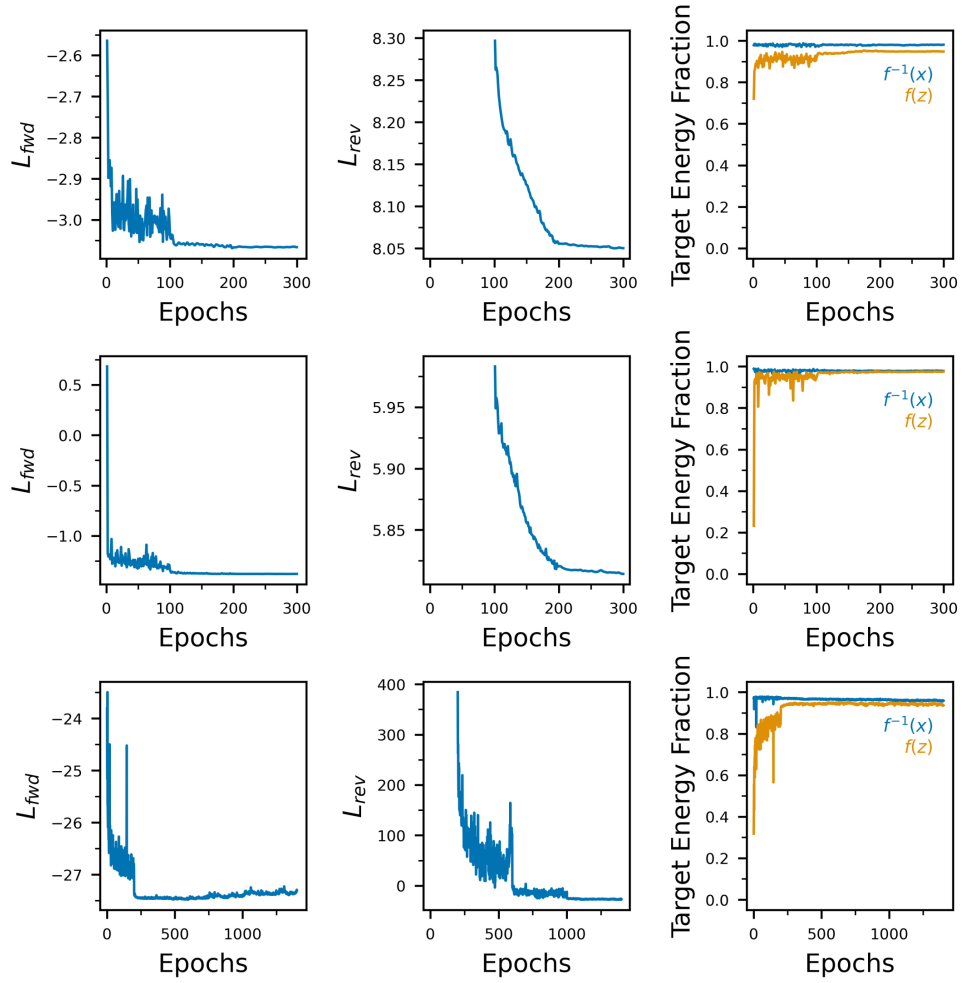 −2.6
−2.7
−2.8
−2.9
−3.0
L_fwd
0 100 200 300
Epochs
8.30
8.25
8.20
8.15
8.10
8.05
L_rev
0 100 200 300
Epochs
1.0
0.8
0.6
0.4
0.2
0.0
Target Energy Fraction
f⁻¹(x)
f(z)
0 100 200 300
Epochs
0.5
0.0
−0.5
−1.0
L_fwd
0 100 200 300
Epochs
5.95
5.90
5.85
L_rev
0 100 200 300
Epochs
1.0
0.8
0.6
0.4
0.2
0.0
Target Energy Fraction
f⁻¹(x)
f(z)
0 100 200 300
Epochs
−24
−25
−26
−27
L_fwd
0 500 1000
Epochs
400
300
200
100
0
L_rev
0 500 1000
Epochs
1.0
0.8
0.6
0.4
0.2
0.0
Target Energy Fraction
f⁻¹(x)
f(z)
0 500 1000
Epochs